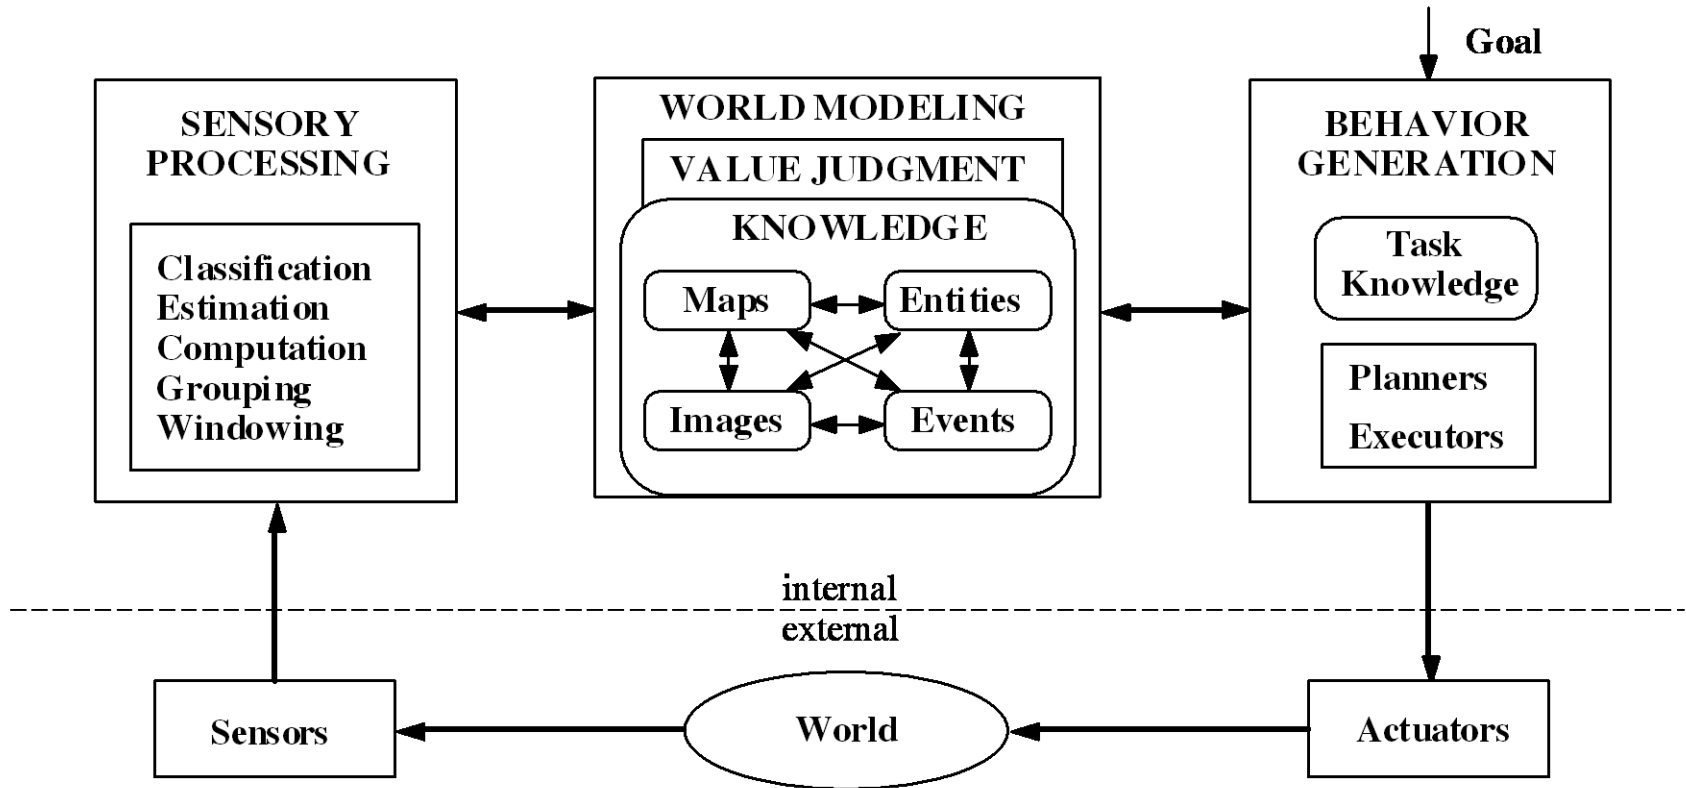 Goal
SENSORY
PROCESSING
Classification
Estimation
Computation
Grouping
Windowing
WORLD MODELING
VALUE JUDGMENT
KNOWLEDGE
Maps
Entities
Images
Events
BEHAVIOR
GENERATION
Task
Knowledge
Planners
Executors
internal
external
Sensors
World
Actuators